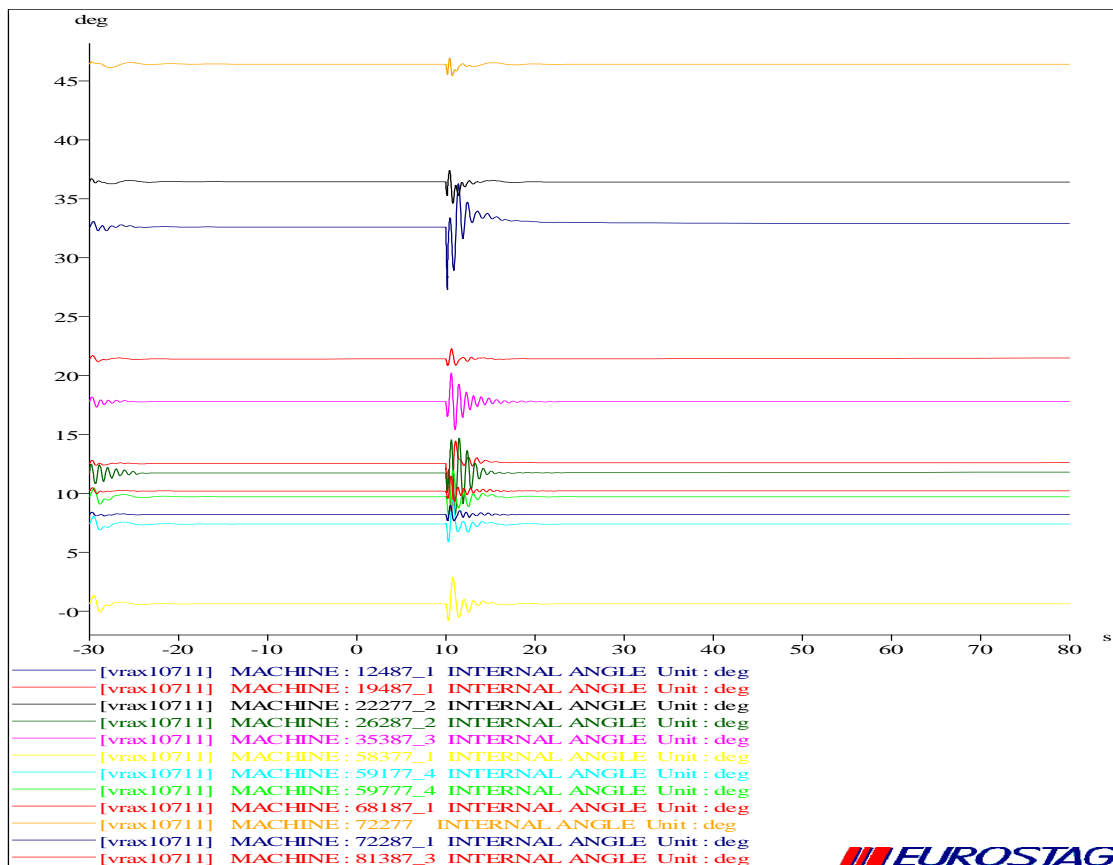 deg
45
40
35
30
25
20
15
10
5
-0
-30 -20 -10 0 10 20 30 40 50 60 70 80 s
[vrax10711] MACHINE : 12487_1 INTERNAL ANGLE Unit : deg
[vrax10711] MACHINE : 19487_1 INTERNAL ANGLE Unit : deg
[vrax10711] MACHINE : 22277_2 INTERNAL ANGLE Unit : deg
[vrax10711] MACHINE : 26287_2 INTERNAL ANGLE Unit : deg
[vrax10711] MACHINE : 35387_3 INTERNAL ANGLE Unit : deg
[vrax10711] MACHINE : 58377_1 INTERNAL ANGLE Unit : deg
[vrax10711] MACHINE : 59177_4 INTERNAL ANGLE Unit : deg
[vrax10711] MACHINE : 59777_4 INTERNAL ANGLE Unit : deg
[vrax10711] MACHINE : 68187_1 INTERNAL ANGLE Unit : deg
[vrax10711] MACHINE : 72277 INTERNAL ANGLE Unit : deg
[vrax10711] MACHINE : 72287_1 INTERNAL ANGLE Unit : deg
[vrax10711] MACHINE : 81387_3 INTERNAL ANGLE Unit : deg
EUROSTAG